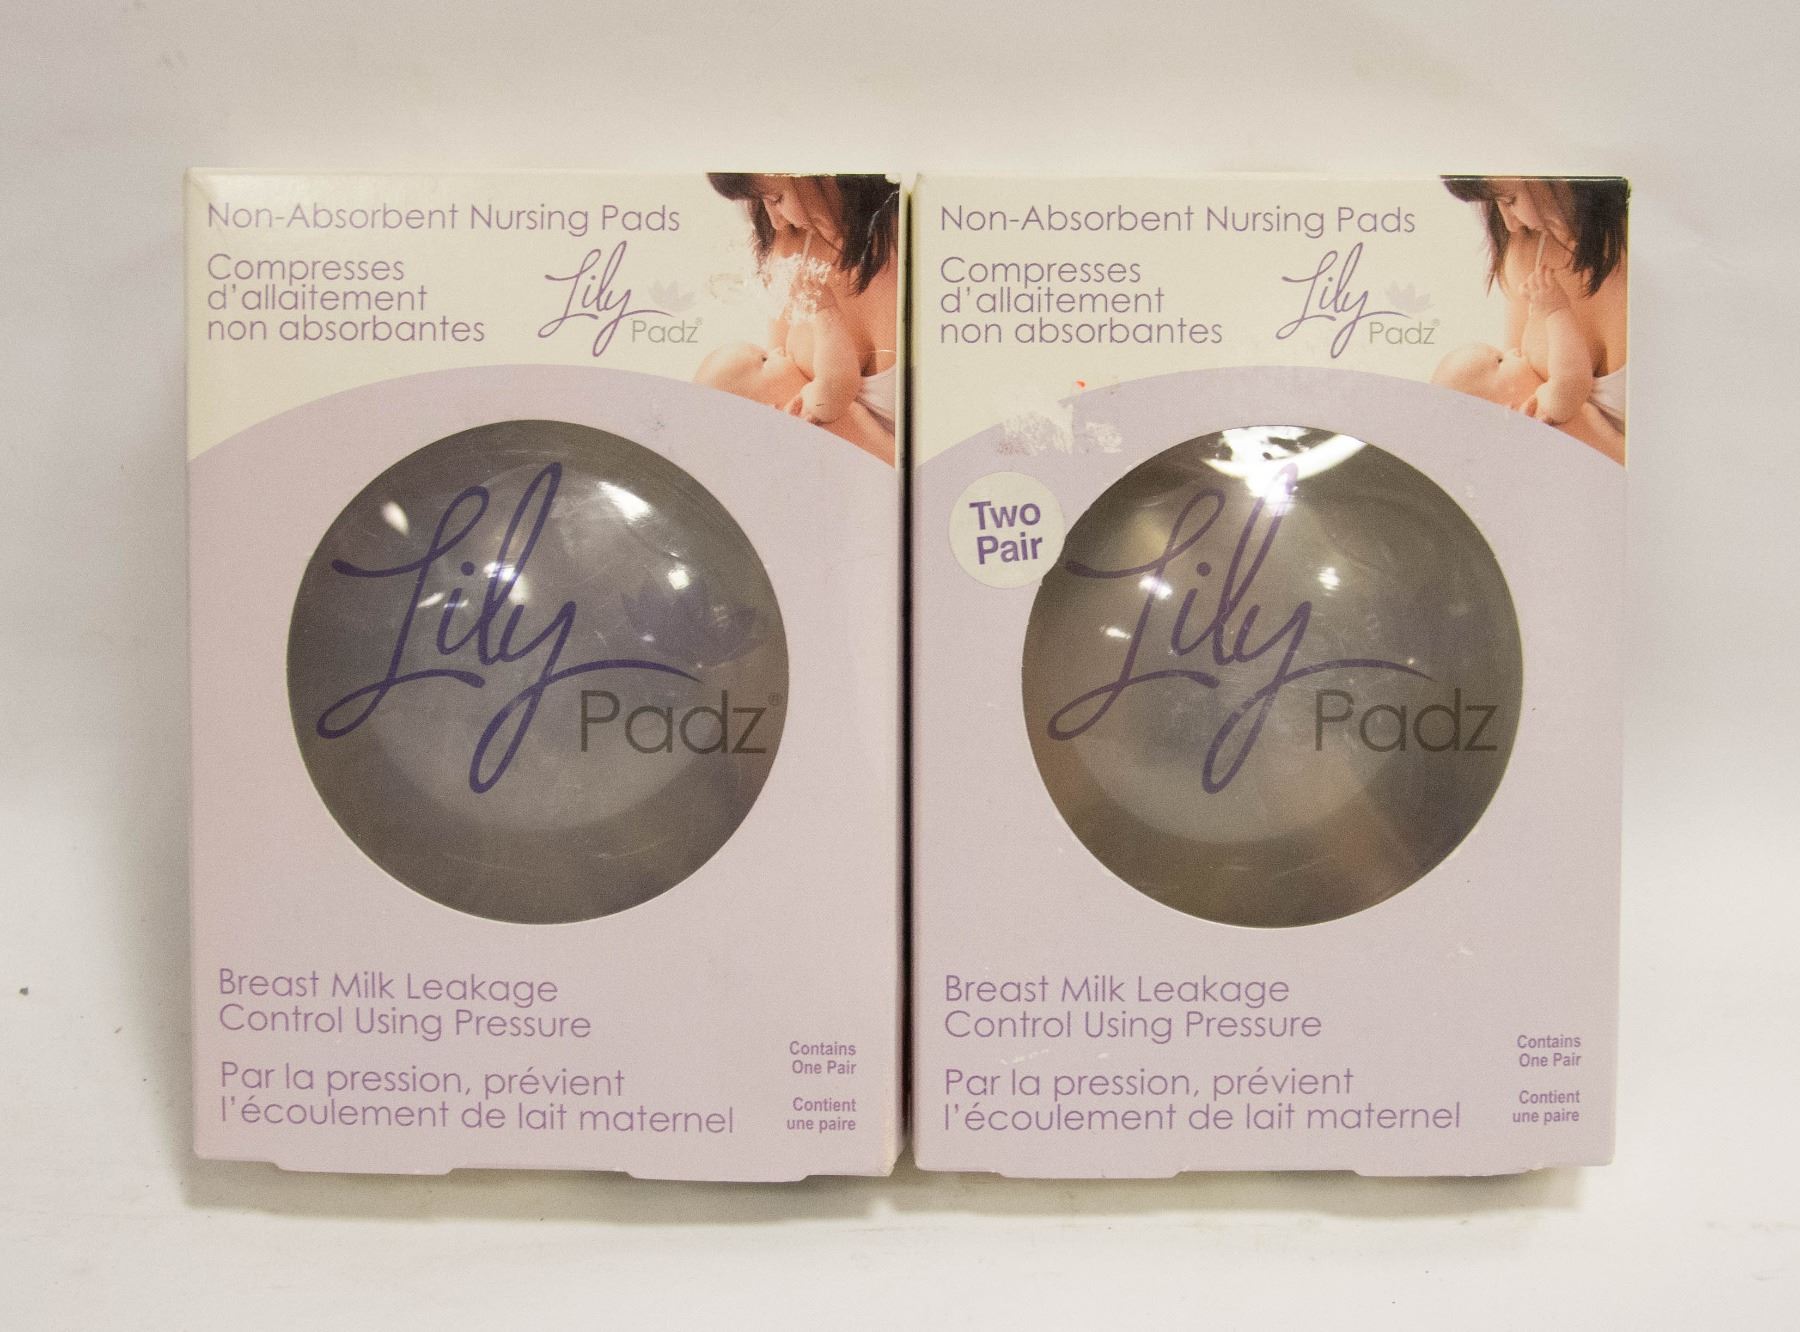 Non-Absorbent Nursing Pads
Compresses
d'allaitement
non absorbantes
Lily
Padz®
Lily
Padz®
Breast Milk Leakage
Control Using Pressure
Par la pression, prévient
l'écoulement de lait maternel
Contains
One Pair
Contient
une paire
Non-Absorbent Nursing Pads
Compresses
d'allaitement
non absorbantes
Lily
Padz®
Two
Pair
Lily
Padz
Breast Milk Leakage
Control Using Pressure
Par la pression, prévient
l'écoulement de lait maternel
Contains
One Pair
Contient
une paire